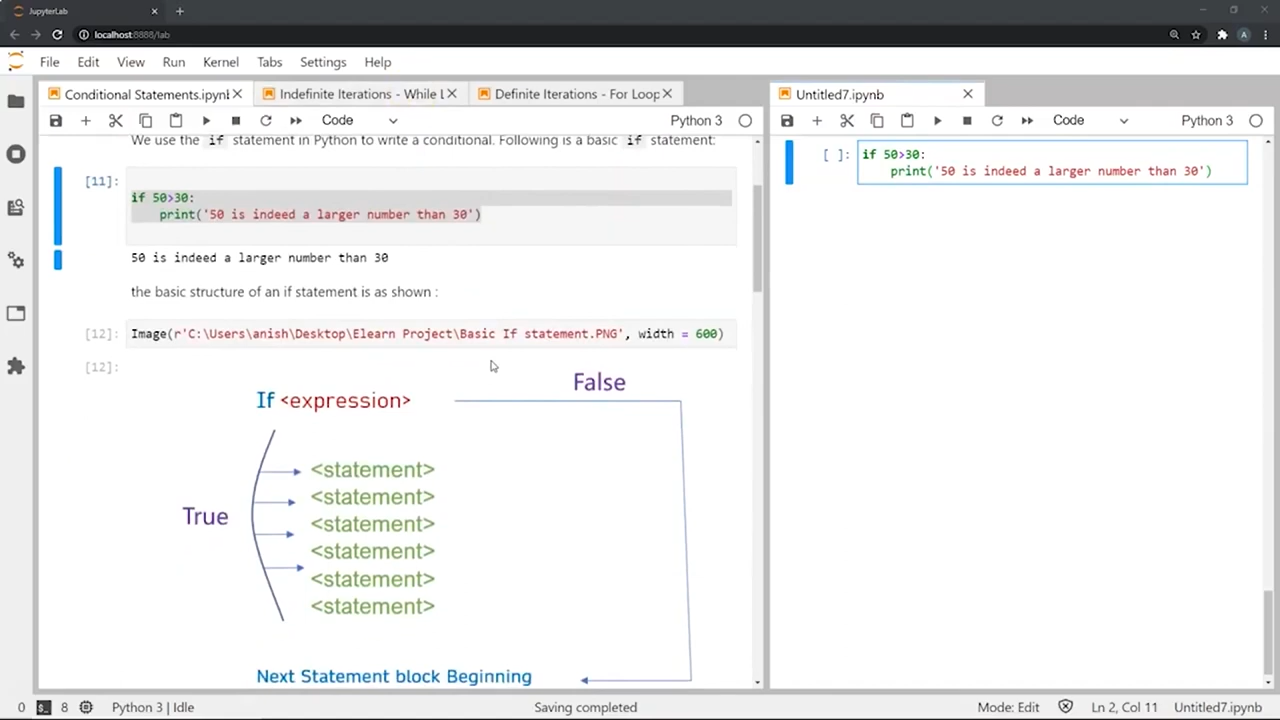 JupyterLab
localhost:8888/lab
A
File Edit View Run Kernel Tabs Settings Help
Conditional Statements.ipynl Indefinite Iterations - While L Definite Iterations - For Loop Untitled7.ipynb
Code Python 3 Code Python 3
We use the if statement in Python to write a conditional. Following is a basic if statement:
[11]:
if 50>30:
print('50 is indeed a larger number than 30')
50 is indeed a larger number than 30
the basic structure of an if statement is as shown :
[12]: Image(r'C:\Users\anish\Desktop\Elearn Project\Basic If statement.PNG', width = 600)
[12]:
False
If <expression>
True
<statement>
<statement>
<statement>
<statement>
<statement>
<statement>
Next Statement block Beginning
[ ]: if 50>30:
print('50 is indeed a larger number than 30')
0 8 Python 3 | Idle Saving completed Mode: Edit Ln 2, Col 11 Untitled7.ipynb